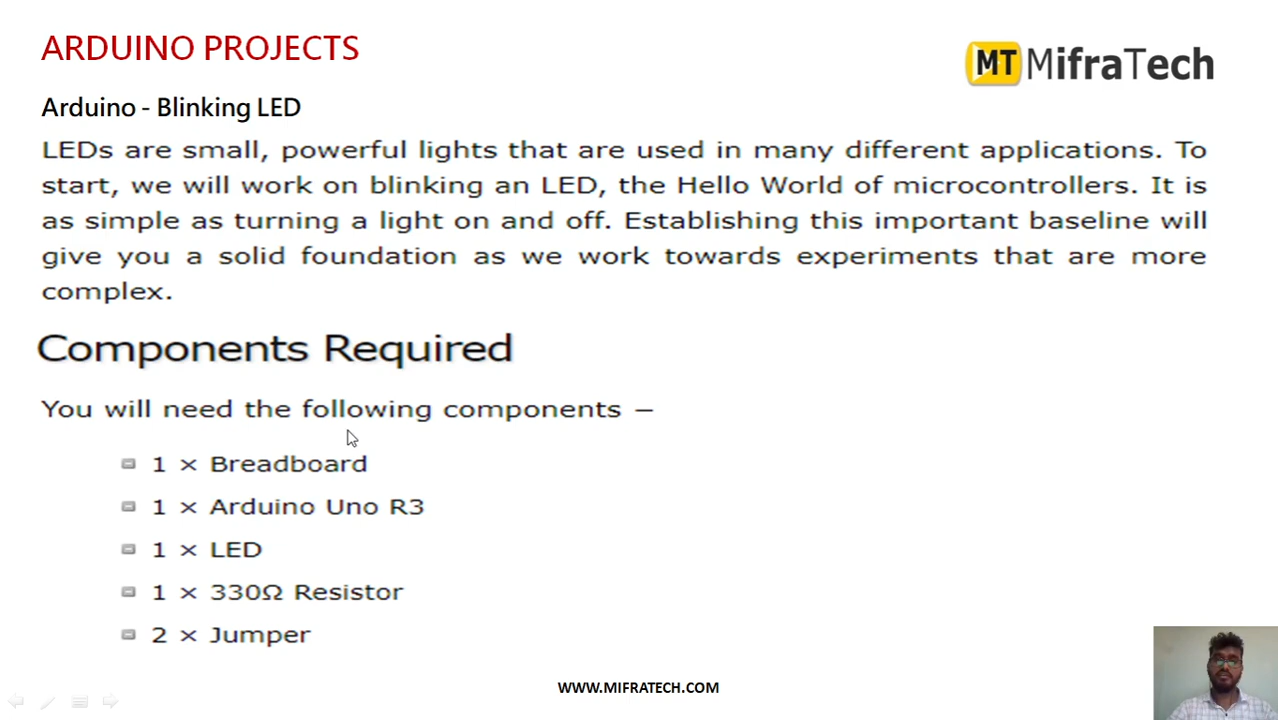 ARDUINO PROJECTS
MT MifraTech
Arduino - Blinking LED
LEDs are small, powerful lights that are used in many different applications. To
start, we will work on blinking an LED, the Hello World of microcontrollers. It is
as simple as turning a light on and off. Establishing this important baseline will
give you a solid foundation as we work towards experiments that are more
complex.
Components Required
You will need the following components −
1 × Breadboard
1 × Arduino Uno R3
1 × LED
1 × 330Ω Resistor
2 × Jumper
WWW.MIFRATECH.COM